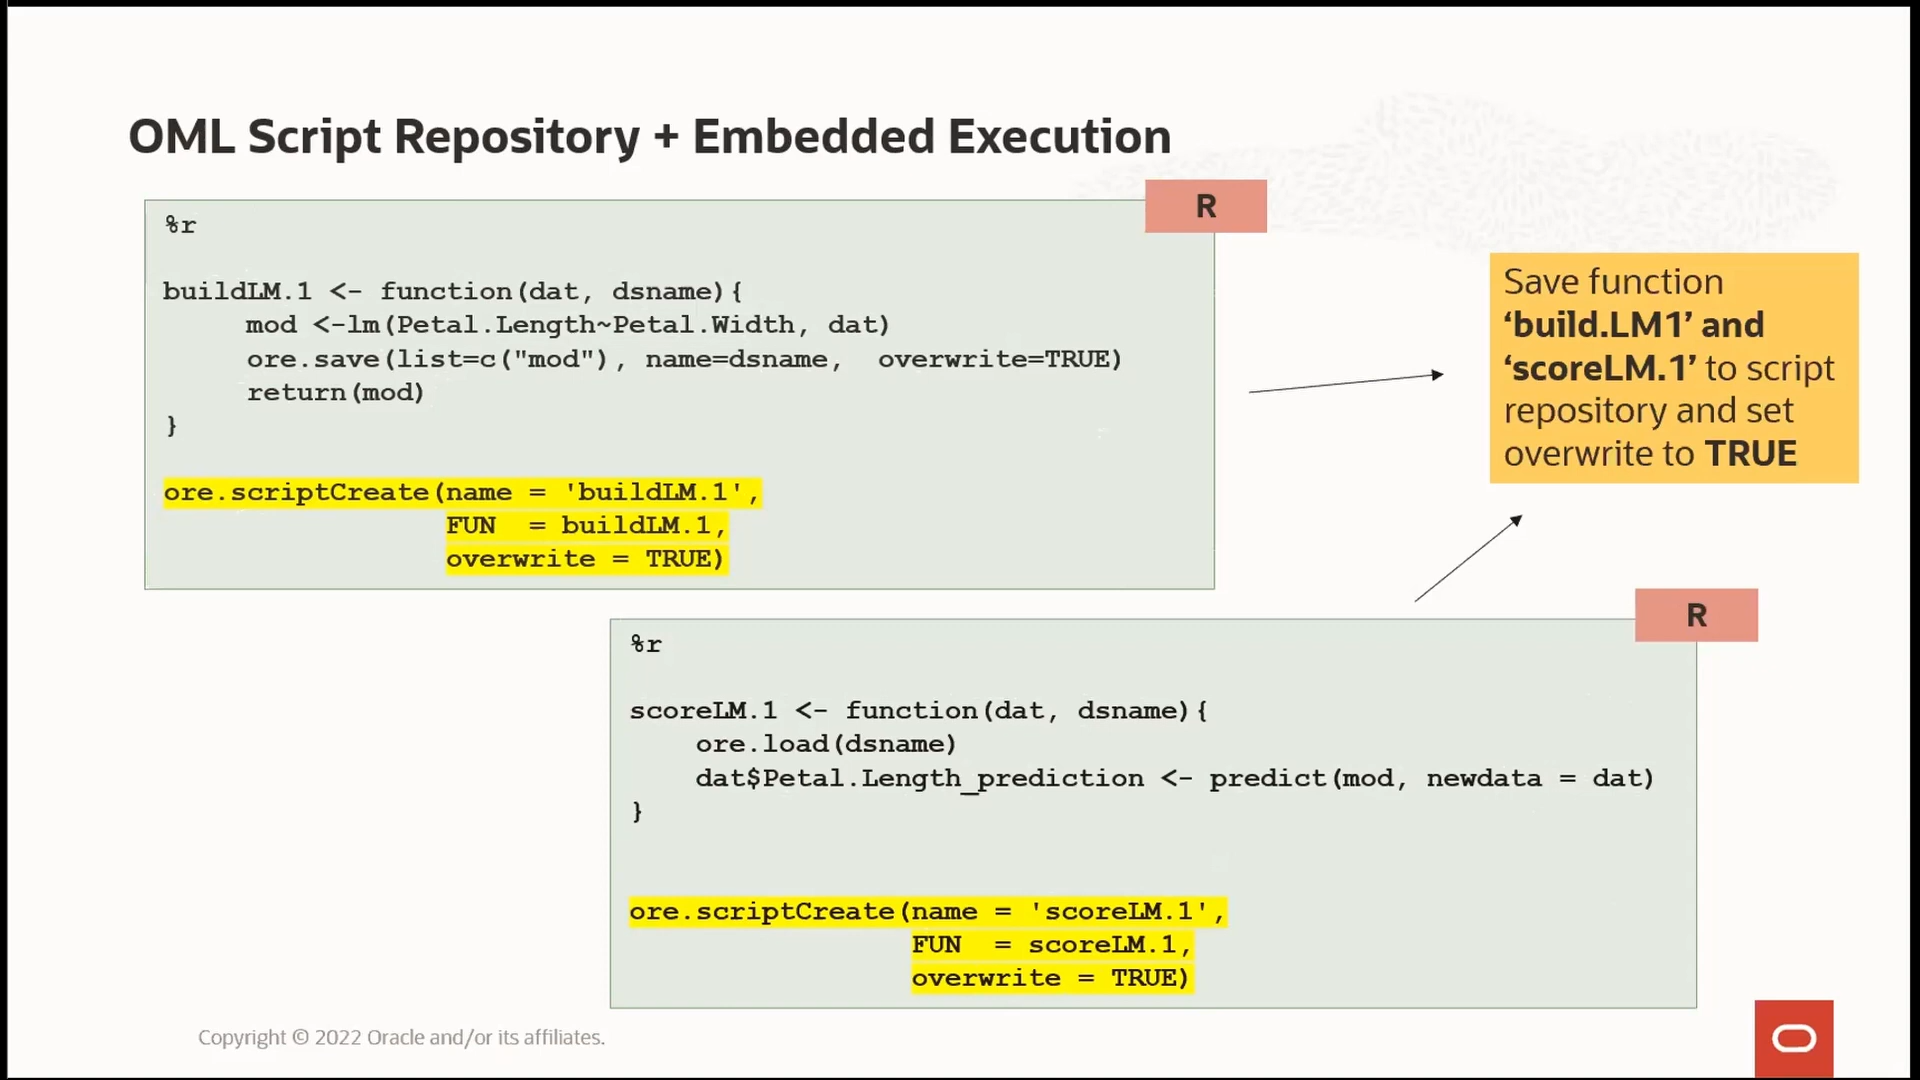 OML Script Repository + Embedded Execution
R
%r
buildLM.1 <- function(dat, dsname){
     mod <-lm(Petal.Length~Petal.Width, dat)
     ore.save(list=c("mod"), name=dsname,  overwrite=TRUE)
     return(mod)
}
ore.scriptCreate(name = 'buildLM.1',
                 FUN  = buildLM.1,
                 overwrite = TRUE)
Save function
‘build.LM1’ and
‘scoreLM.1’ to script
repository and set
overwrite to TRUE
R
%r
scoreLM.1 <- function(dat, dsname){
    ore.load(dsname)
    dat$Petal.Length_prediction <- predict(mod, newdata = dat)
}
ore.scriptCreate(name = 'scoreLM.1',
                 FUN  = scoreLM.1,
                 overwrite = TRUE)
Copyright © 2022 Oracle and/or its affiliates.